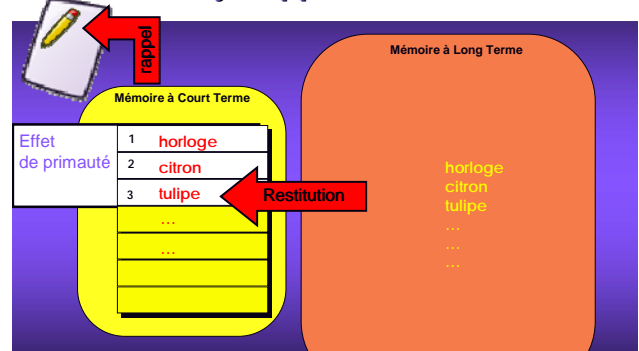 rappel
Mémoire à Long Terme
Mémoire à Court Terme
Effet
de primauté
1 horloge
2 citron
3 tulipe
...
...
Restitution
horloge
citron
tulipe
...
...
...